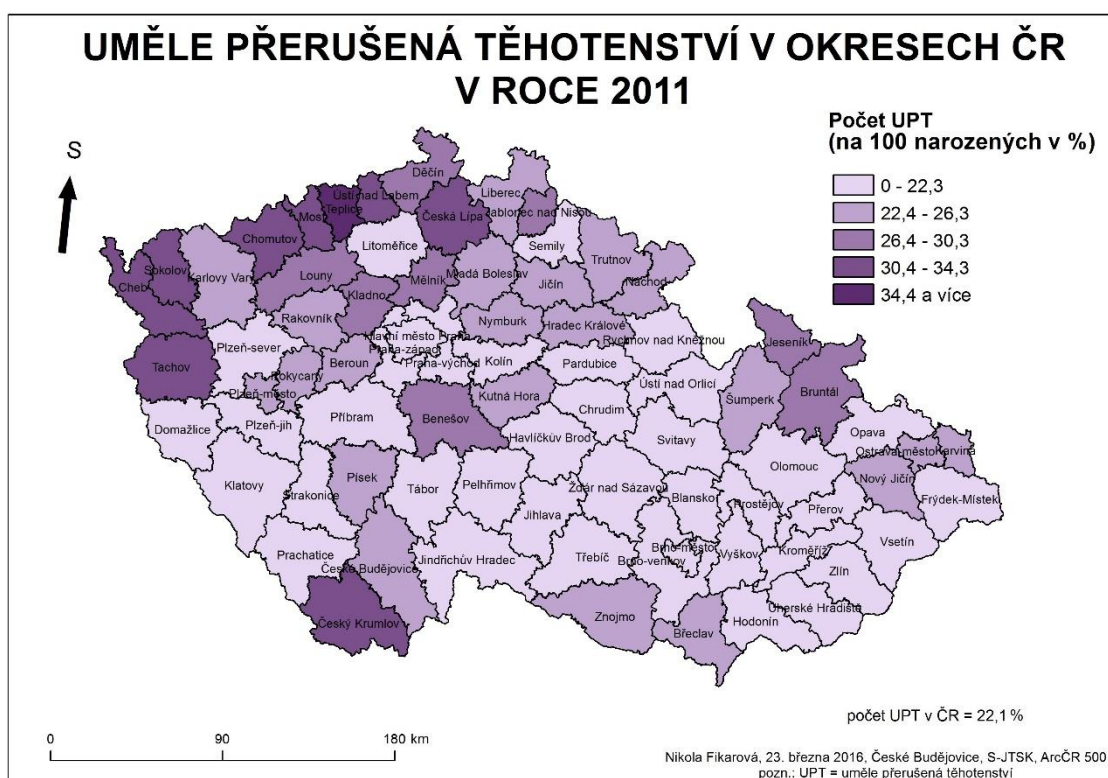 UMĚLE PŘERUŠENÁ TĚHOTENSTVÍ V OKRESECH ČR
V ROCE 2011
Počet UPT
(na 100 narozených v %)
0 - 22,3
22,4 - 26,3
26,4 - 30,3
30,4 - 34,3
34,4 a více
S
Děčín
Liberec
Ústí nad Labem
Teplice
Jablonec nad Nisou
Most
Česká Lípa
Semily
Chomutov
Litoměřice
Trutnov
Sokolov
Karlovy Vary
Louny
Mělník
Mladá Boleslav
Jičín
Náchod
Cheb
Kladno
Rakovník
Nymburk
Hradec Králové
Hlavní město Praha
Rychnov nad Kněžnou
Plzeň-sever
Praha-západ
Jeseník
Tachov
Beroun
Praha-východ
Kolín
Pardubice
Rokycany
Ústí nad Orlicí
Bruntál
Plzeň-město
Kutná Hora
Šumperk
Příbram
Benešov
Chrudim
Domažlice
Plzeň-jih
Opava
Havlíčkův Brod
Svitavy
Ostrava-město
Karviná
Olomouc
Klatovy
Písek
Nový Jičín
Strakonice
Tábor
Pelhřimov
Žďár nad Sázavou
Blansko
Frýdek-Místek
Prostějov
Přerov
Jihlava
Vsetín
Prachatice
Jindřichův Hradec
Třebíč
Brno-město
Brno-venkov
Vyškov
Kroměříž
České Budějovice
Zlín
Uherské Hradiště
Znojmo
Hodonín
Český Krumlov
Břeclav
počet UPT v ČR = 22,1 %
0
90
180 km
Nikola Fikarová, 23. března 2016, České Budějovice, S-JTSK, ArcČR 500
pozn.: UPT = uměle přerušená těhotenství